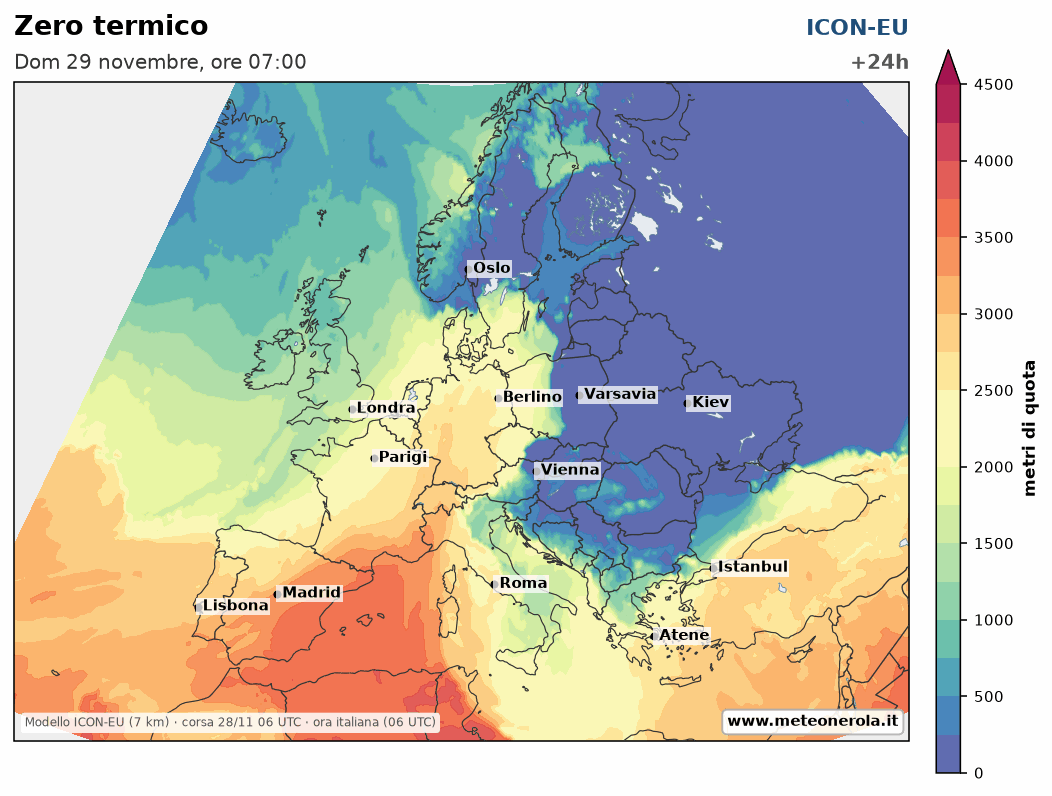 Zero termico
ICON-EU
Dom 29 novembre, ore 07:00
+24h
4500
4000
3500
3000
2500
2000
1500
1000
500
0
metri di quota
Oslo
Berlino
Varsavia
Kiev
Londra
Parigi
Vienna
Istanbul
Roma
Madrid
Lisbona
Atene
Modello ICON-EU (7 km) · corsa 28/11 06 UTC · ora italiana (06 UTC)
www.meteonerola.it